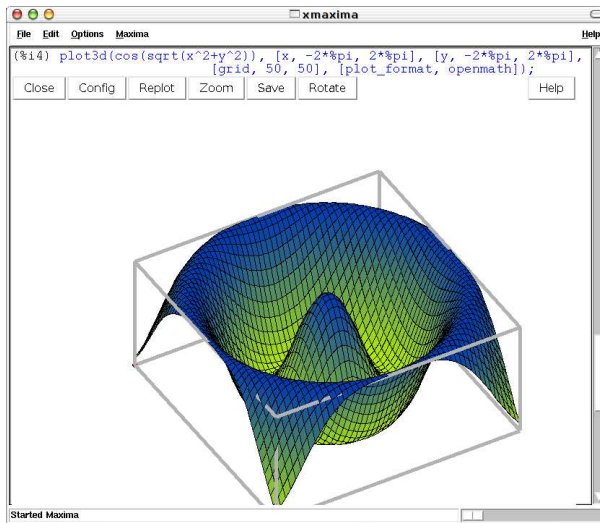 xmaxima
File Edit Options Maxima Help
(%i4) plot3d(cos(sqrt(x^2+y^2)), [x, -2*%pi, 2*%pi], [y, -2*%pi, 2*%pi],
[grid, 50, 50], [plot_format, openmath]);
Close Config Replot Zoom Save Rotate Help
Started Maxima